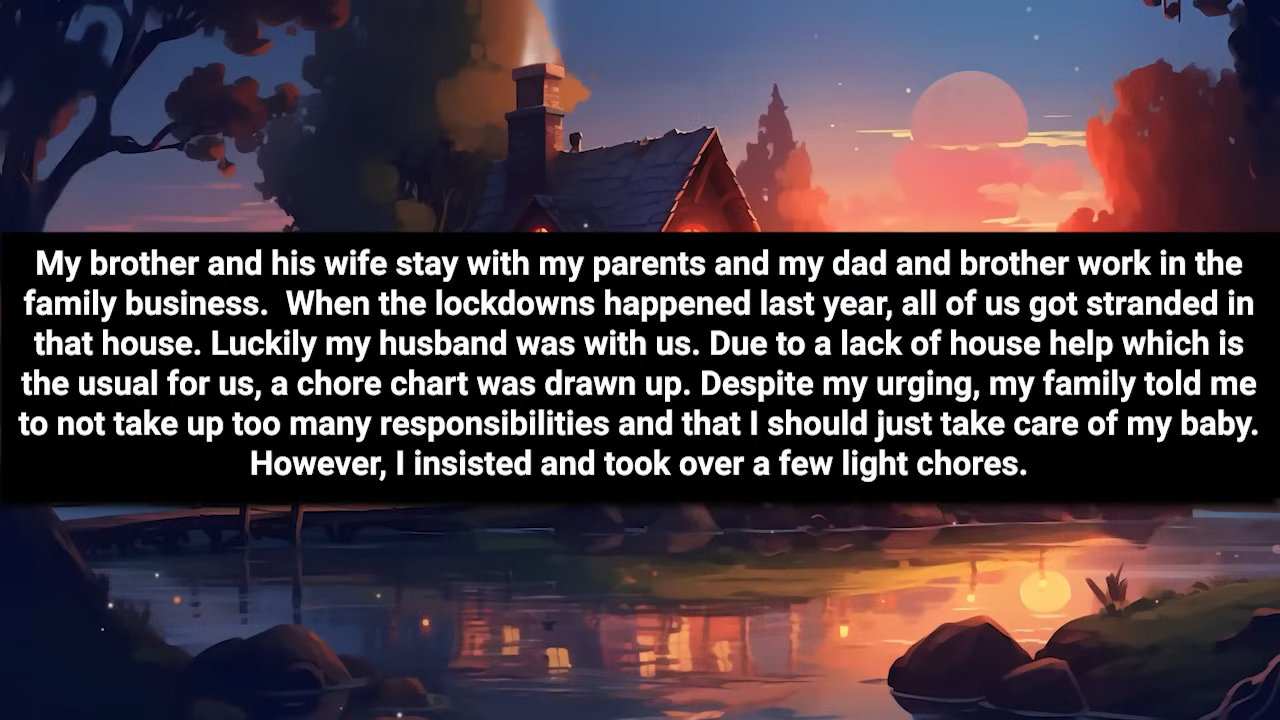 My brother and his wife stay with my parents and my dad and brother work in the
family business.  When the lockdowns happened last year, all of us got stranded in
that house. Luckily my husband was with us. Due to a lack of house help which is
the usual for us, a chore chart was drawn up. Despite my urging, my family told me
to not take up too many responsibilities and that I should just take care of my baby.
However, I insisted and took over a few light chores.